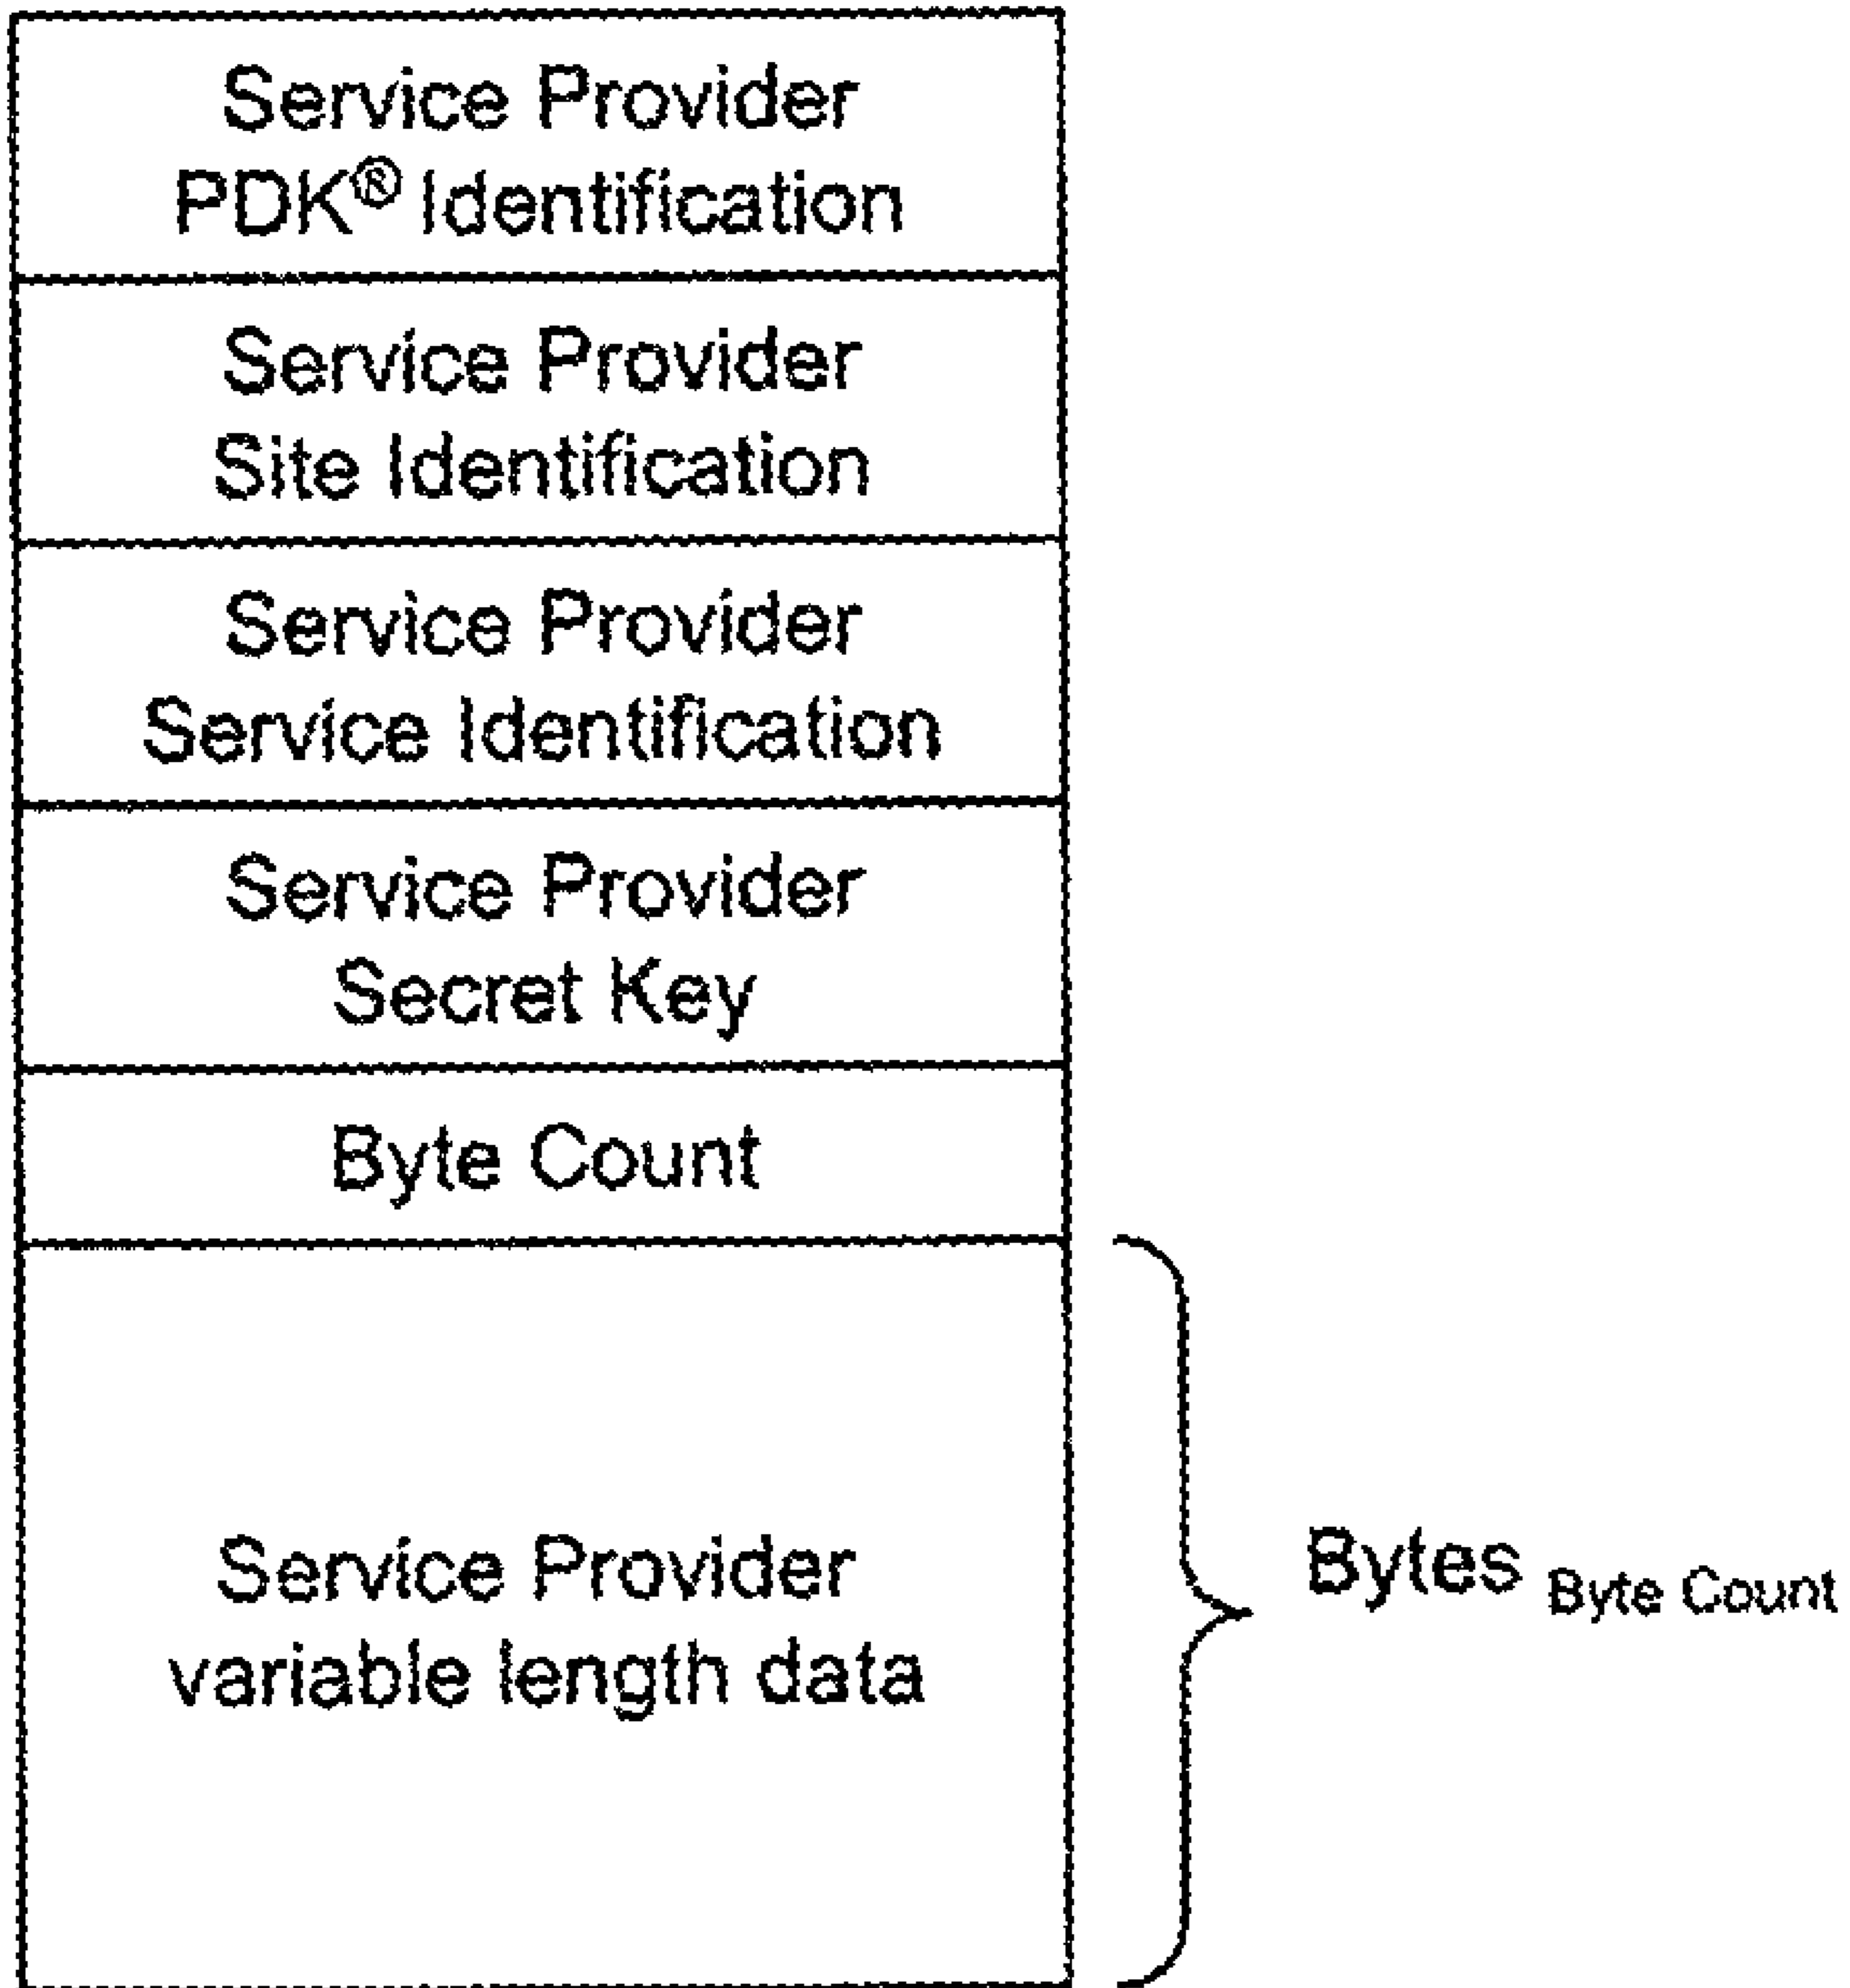 Service Provider
PDK® Identification
Service Provider
Site Identification
Service Provider
Service Identification
Service Provider
Secret Key
Byte Count
Service Provider
variable length data
Bytes Byte Count